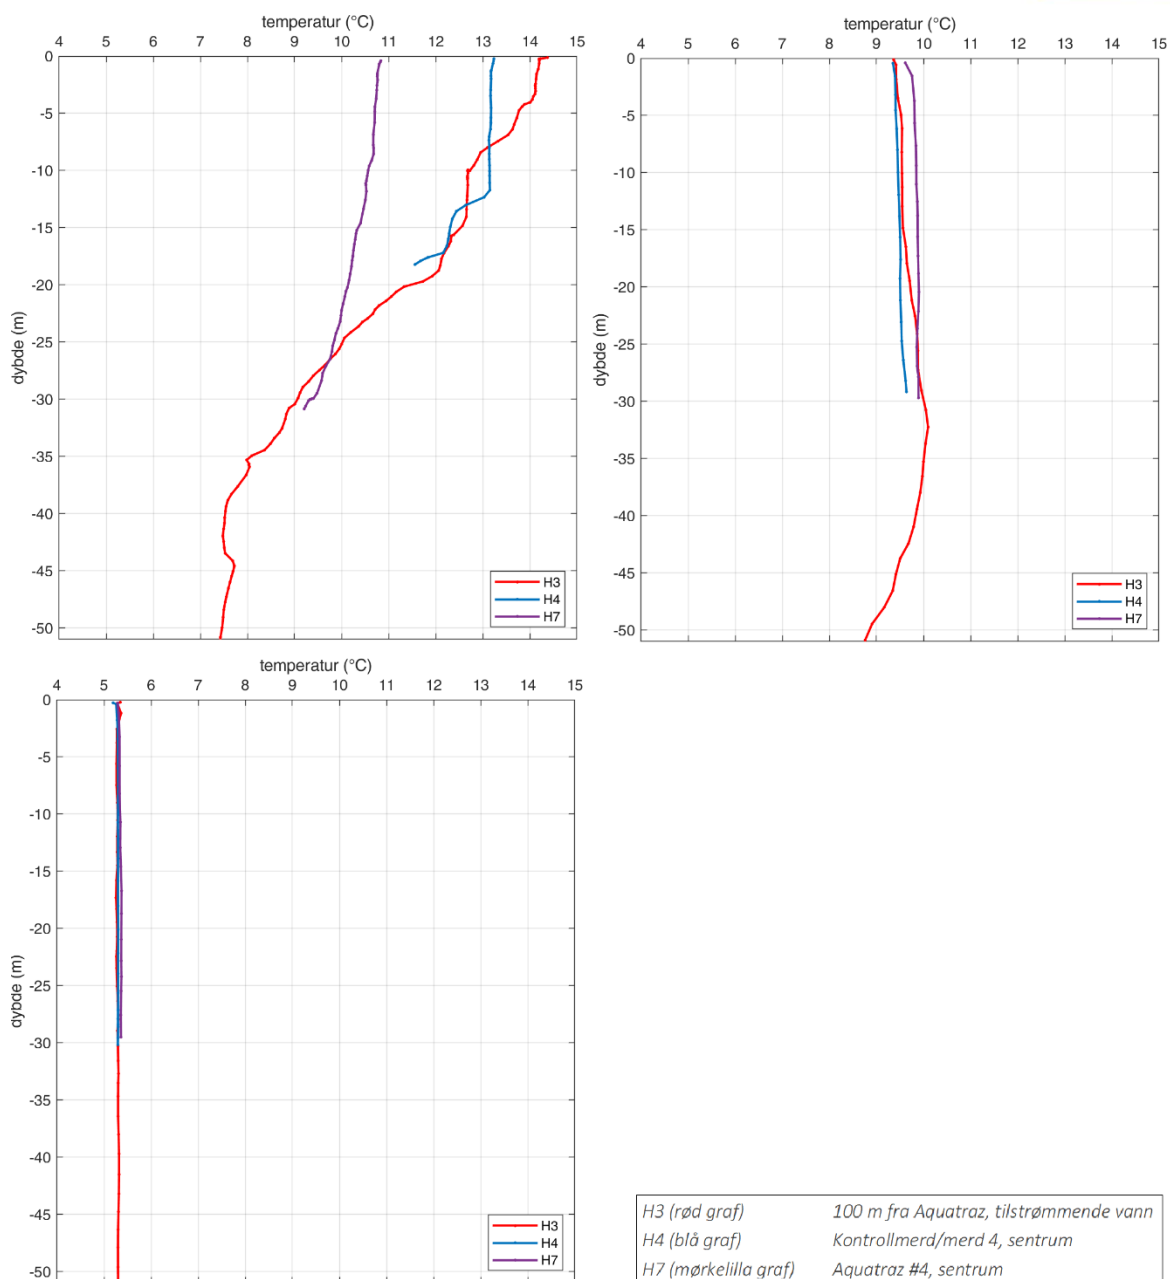 temperatur (°C)
4 5 6 7 8 9 10 11 12 13 14 15
0
-5
-10
-15
-20
-25
-30
-35
-40
-45
-50
dybde (m)
H3
H4
H7
temperatur (°C)
4 5 6 7 8 9 10 11 12 13 14 15
0
-5
-10
-15
-20
-25
-30
-35
-40
-45
-50
dybde (m)
H3
H4
H7
temperatur (°C)
4 5 6 7 8 9 10 11 12 13 14 15
0
-5
-10
-15
-20
-25
-30
-35
-40
-45
-50
dybde (m)
H3
H4
H7
H3 (rød graf) 100 m fra Aquatraz, tilstrømmende vann
H4 (blå graf) Kontrollmerd/merd 4, sentrum
H7 (mørkelilla graf) Aquatraz #4, sentrum